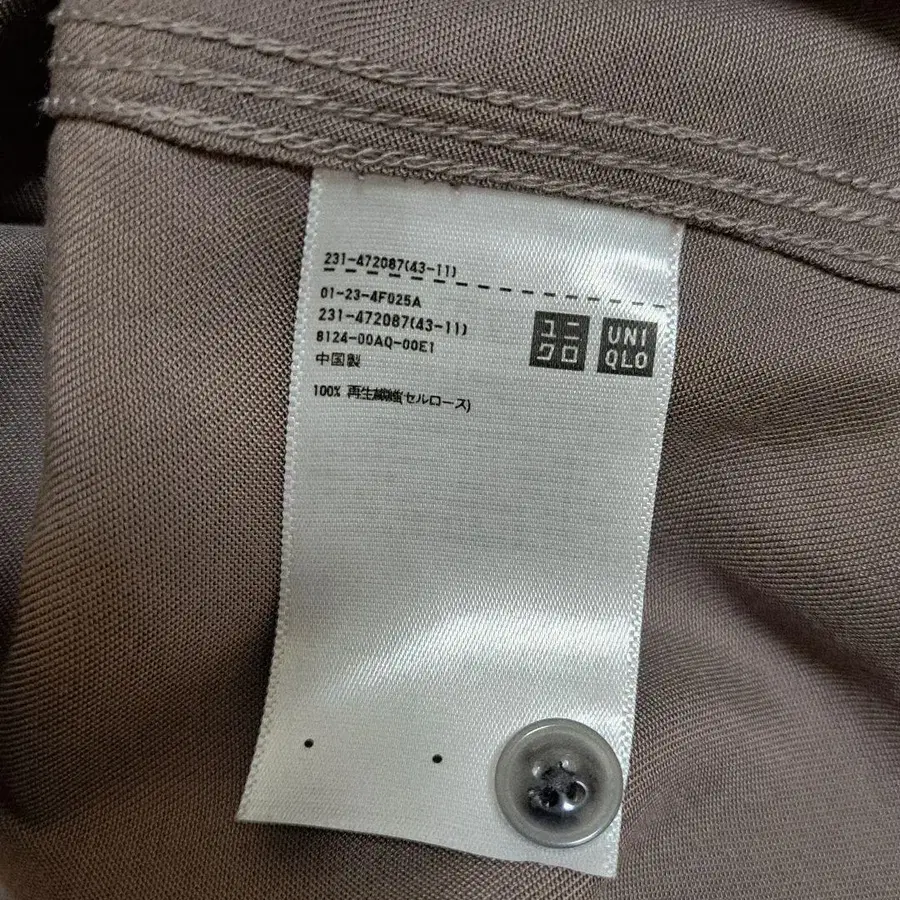 231-472087(43-11)
01-23-4F025A
231-472087(43-11)
8124-00AQ-00E1
中国製
100% 再生繊維(セルロース)
ユニ
クロ
UNI
QLO